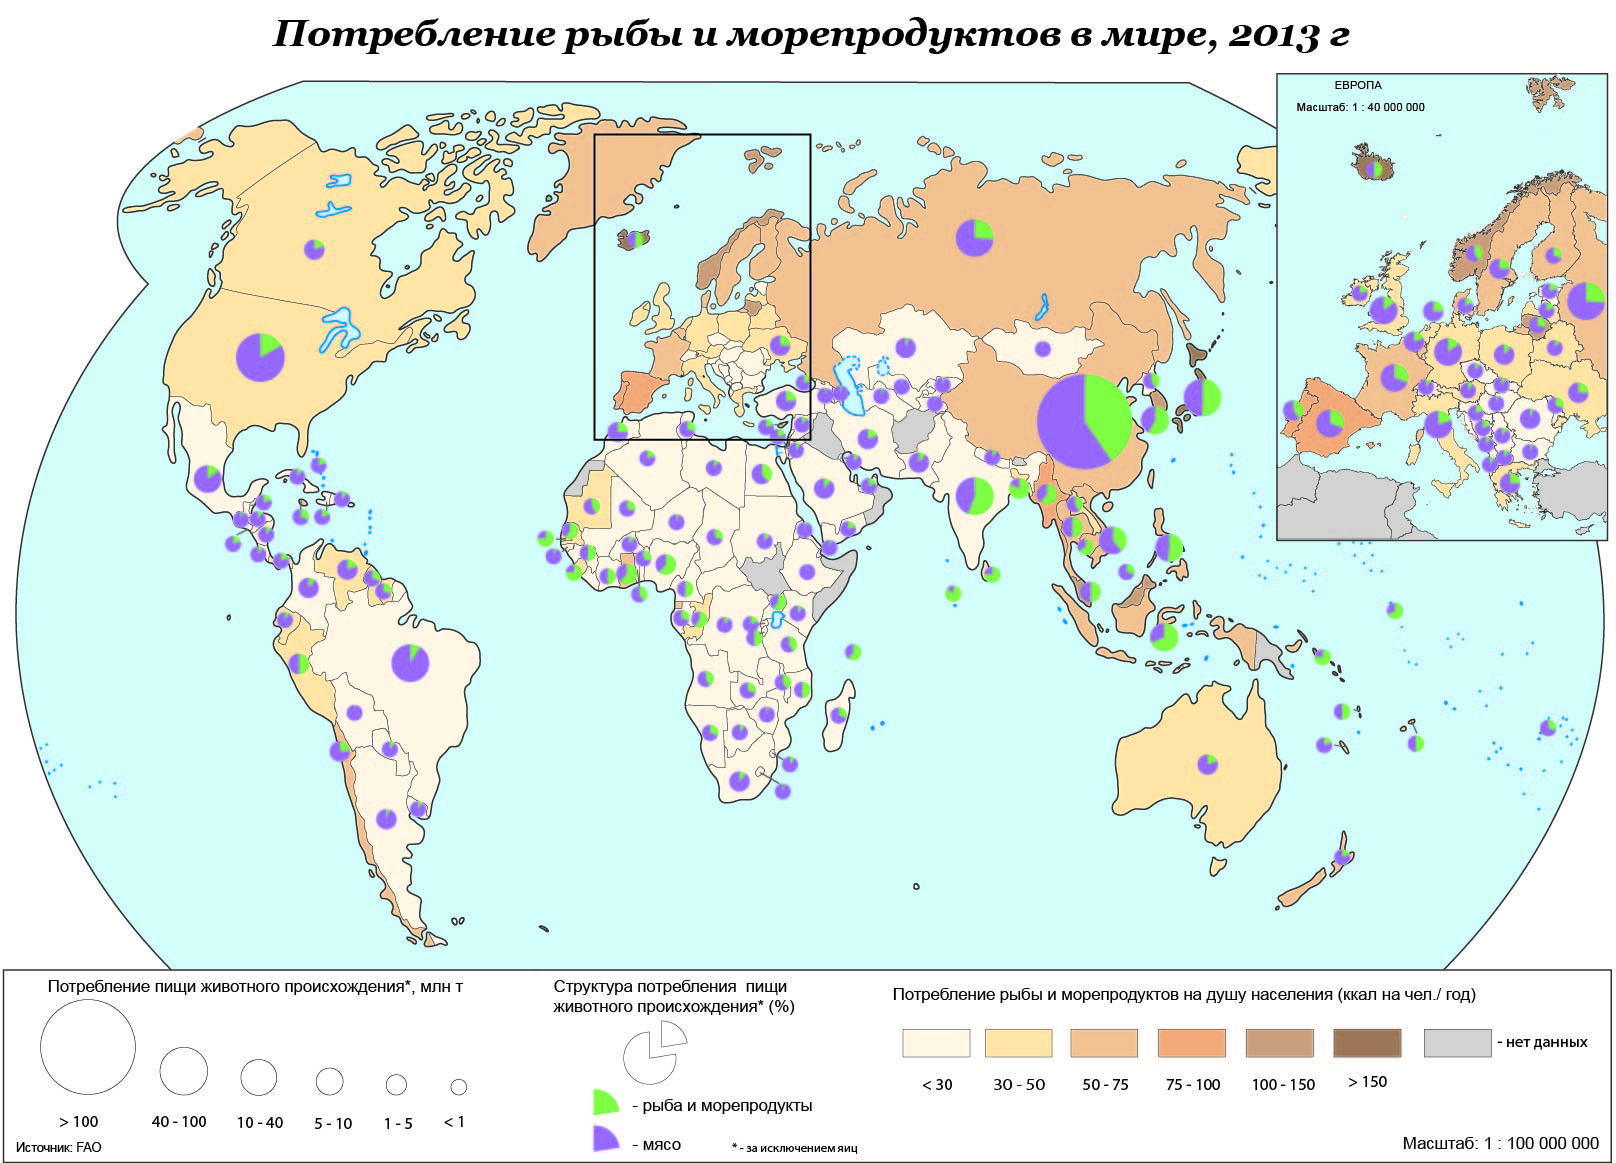 Потребление рыбы и морепродуктов в мире, 2013 г
ЕВРОПА
Масштаб: 1 : 40 000 000
Потребление пищи животного происхождения*, млн т
> 100
40 - 100
10 - 40
5 - 10
1 - 5
< 1
Источник: FAO
Структура потребления пищи
животного происхождения* (%)
- рыба и морепродукты
- мясо
* - за исключением яиц
Потребление рыбы и морепродуктов на душу населения (ккал на чел./ год)
- нет данных
< 30
30 - 50
50 - 75
75 - 100
100 - 150
> 150
Масштаб: 1 : 100 000 000